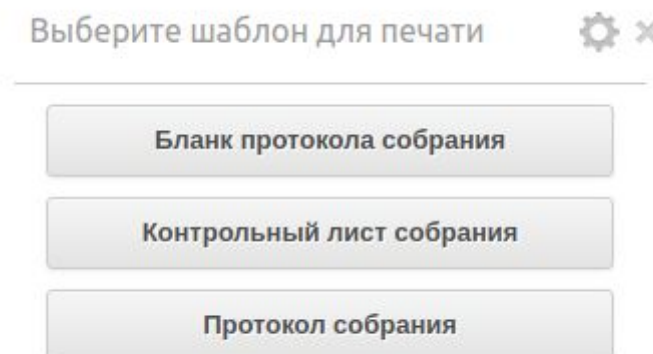 Выберите шаблон для печати
Бланк протокола собрания
Контрольный лист собрания
Протокол собрания